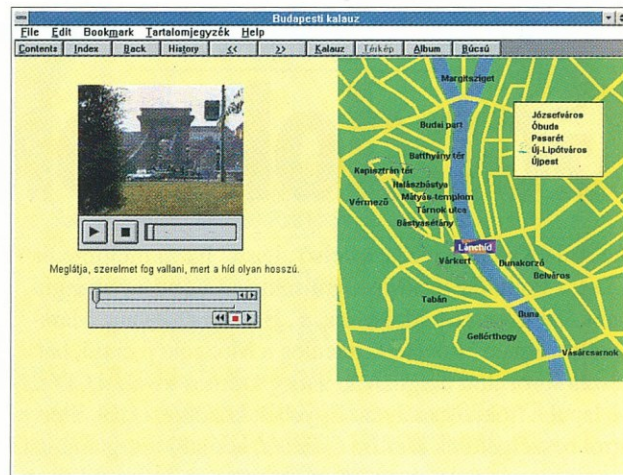 Budapesti kalauz
File Edit Bookmark Tartalomjegyzék Help
Contents Index Back History << >> Kalauz Térkép Album Búcsú
Meglátja, szerelmet fog vallani, mert a híd olyan hosszú.
Margitsziget
Józsefváros
Óbuda
Pasarét
Új-Lipótváros
Újpest
Budai part
Batthyány tér
Kapisztrán tér
Halászbástya
Mátyás-templom
Vérmező
Tárnok utca
Bástyasétány
Lánchíd
Várkert
Dunakorzó
Belváros
Tabán
Duna
Gellérthegy
Vásárcsarnok